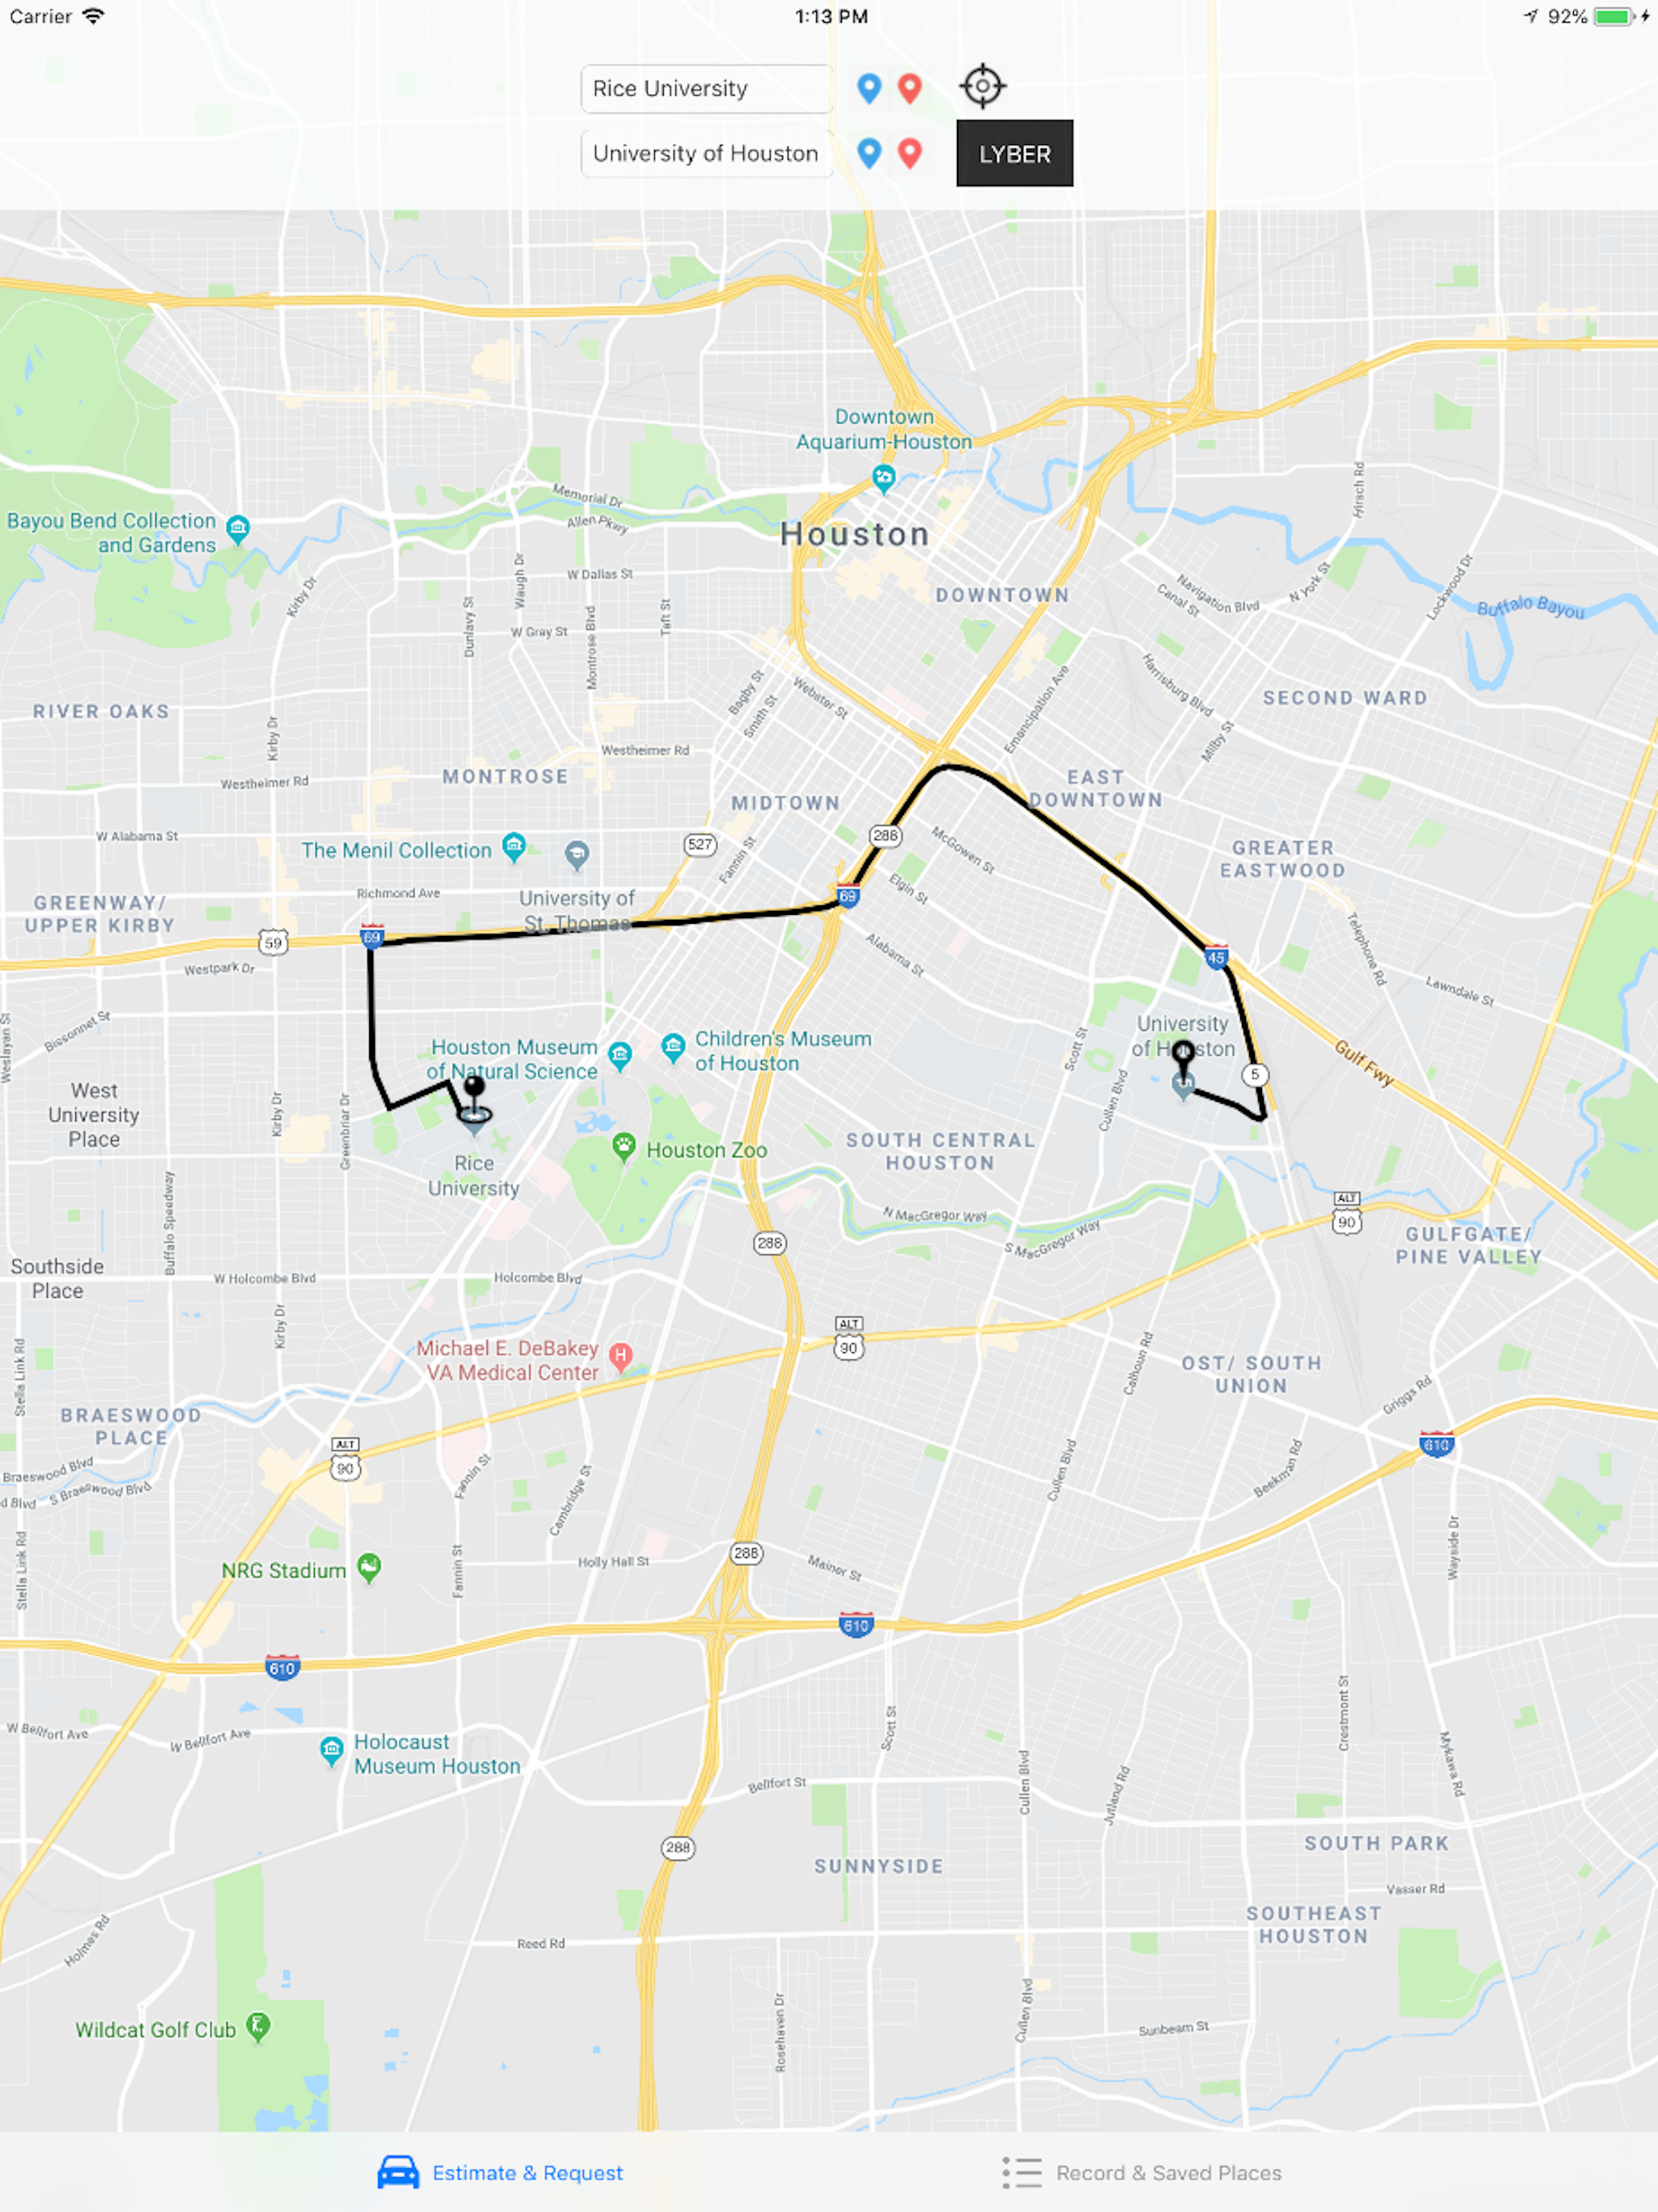 Carrier
1:13 PM
92%
Rice University
University of Houston
LYBER
Downtown
Aquarium-Houston
Memorial Dr
Allen Pkwy
Hirsch Rd
Bayou Bend Collection
and Gardens
Houston
W Dallas St
Waugh Dr
Kirby Dr
DOWNTOWN
Navigation Blvd
Canal St
N York St
Lockwood Dr
Buffalo Bayou
Dunlavy St
W Gray St
Montrose Blvd
Taft St
Bagby St
Smith St
Webster St
Emancipation Ave
Harrisburg Blvd
Milby St
SECOND WARD
RIVER OAKS
Kirby Dr
Westheimer Rd
Westheimer Rd
MONTROSE
MIDTOWN
EAST
DOWNTOWN
W Alabama St
The Menil Collection
527
Fannin St
288
McGowen St
GREATER
EASTWOOD
GREENWAY/
UPPER KIRBY
Richmond Ave
University of
St. Thomas
69
Elgin St
59
69
Westpark Dr
Alabama St
45
Telephone Rd
Lawndale St
Weslayan St
Bissonnet St
University
of Houston
Scott St
Gulf Fwy
Houston Museum
of Natural Science
Children's Museum
of Houston
5
West
University
Place
Kirby Dr
Greenbriar Dr
Cullen Blvd
Rice
University
Houston Zoo
SOUTH CENTRAL
HOUSTON
Buffalo Speedway
N MacGregor Way
S MacGregor Way
ALT
90
288
GULFGATE/
PINE VALLEY
Southside
Place
W Holcombe Blvd
Holcombe Blvd
Kirby Dr
ALT
90
Michael E. DeBakey
VA Medical Center
H
Stella Link Rd
Calhoun Rd
OST/ SOUTH
UNION
Griggs Rd
BRAESWOOD
PLACE
ALT
90
610
Braeswood Blvd
d Blvd
S Braeswood Blvd
Fannin St
Cambridge St
Cullen Blvd
Beekman Rd
Stella Link Rd
NRG Stadium
Fannin St
Holly Hall St
288
Mainer St
Wayside Dr
610
610
W Bellfort Ave
W Bellfort Ave
Holocaust
Museum Houston
Scott St
Crestmont St
Bellfort St
Cullen Blvd
Jutland Rd
Mykawa Rd
288
SOUTH PARK
SUNNYSIDE
Vasser Rd
SOUTHEAST
HOUSTON
Holmes Rd
Reed Rd
Wildcat Golf Club
Rosehaven Dr
Cullen Blvd
Sunbeam St
Estimate & Request
Record & Saved Places